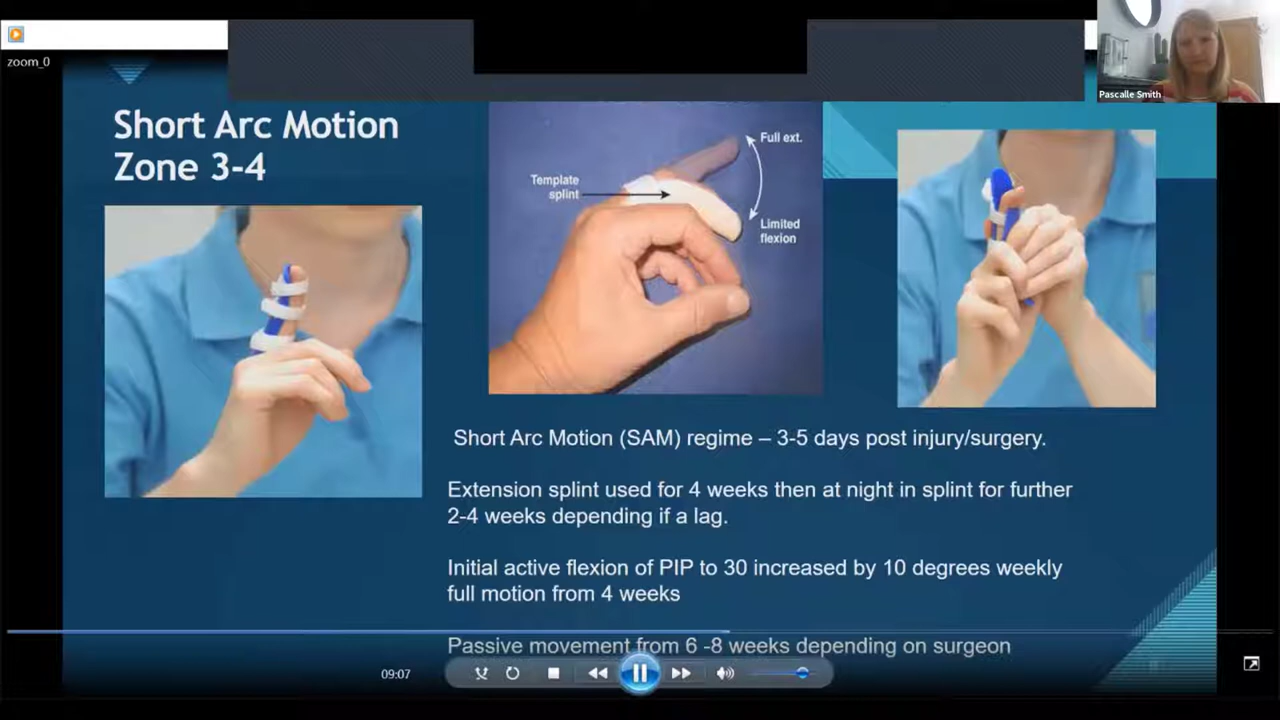 zoom_0
Pascalle Smith
Short Arc Motion
Zone 3-4
Full ext.
Template
splint
Limited
flexion
Short Arc Motion (SAM) regime – 3-5 days post injury/surgery.
Extension splint used for 4 weeks then at night in splint for further
2-4 weeks depending if a lag.
Initial active flexion of PIP to 30 increased by 10 degrees weekly
full motion from 4 weeks
Passive movement from 6 -8 weeks depending on surgeon
09:07